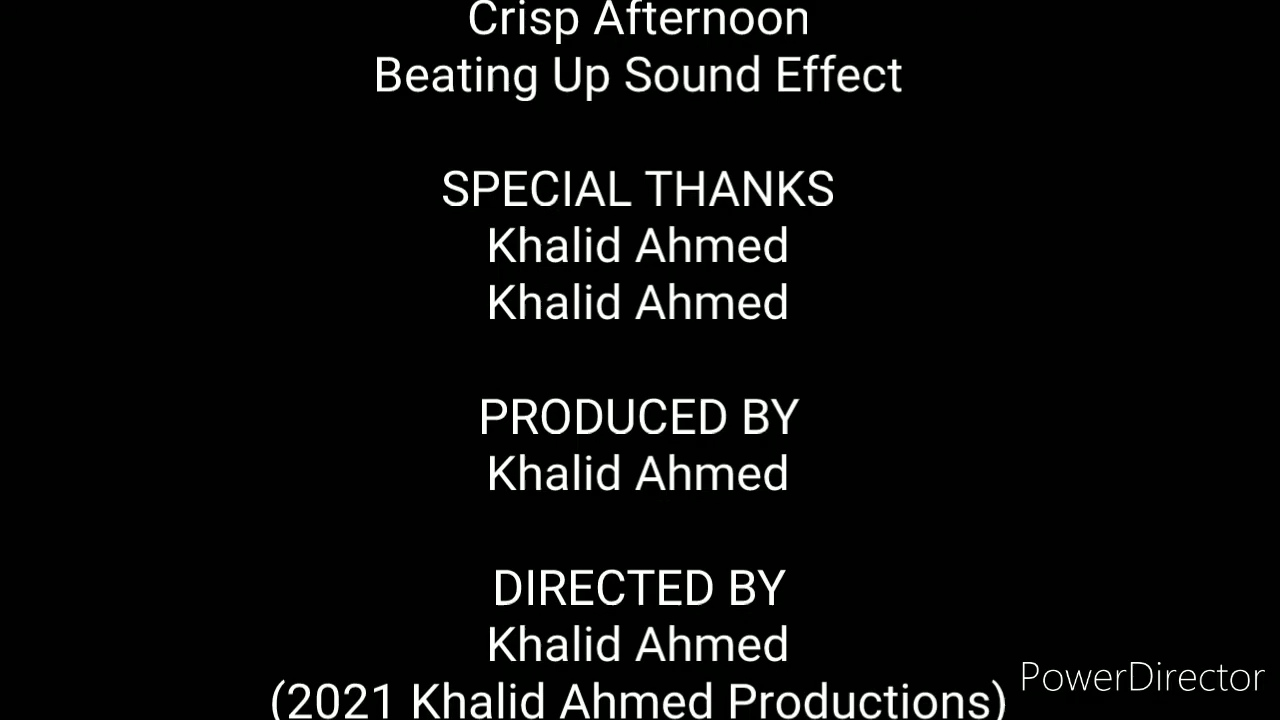 Crisp Afternoon
Beating Up Sound Effect
SPECIAL THANKS
Khalid Ahmed
Khalid Ahmed
PRODUCED BY
Khalid Ahmed
DIRECTED BY
Khalid Ahmed
(2021 Khalid Ahmed Productions)
PowerDirector